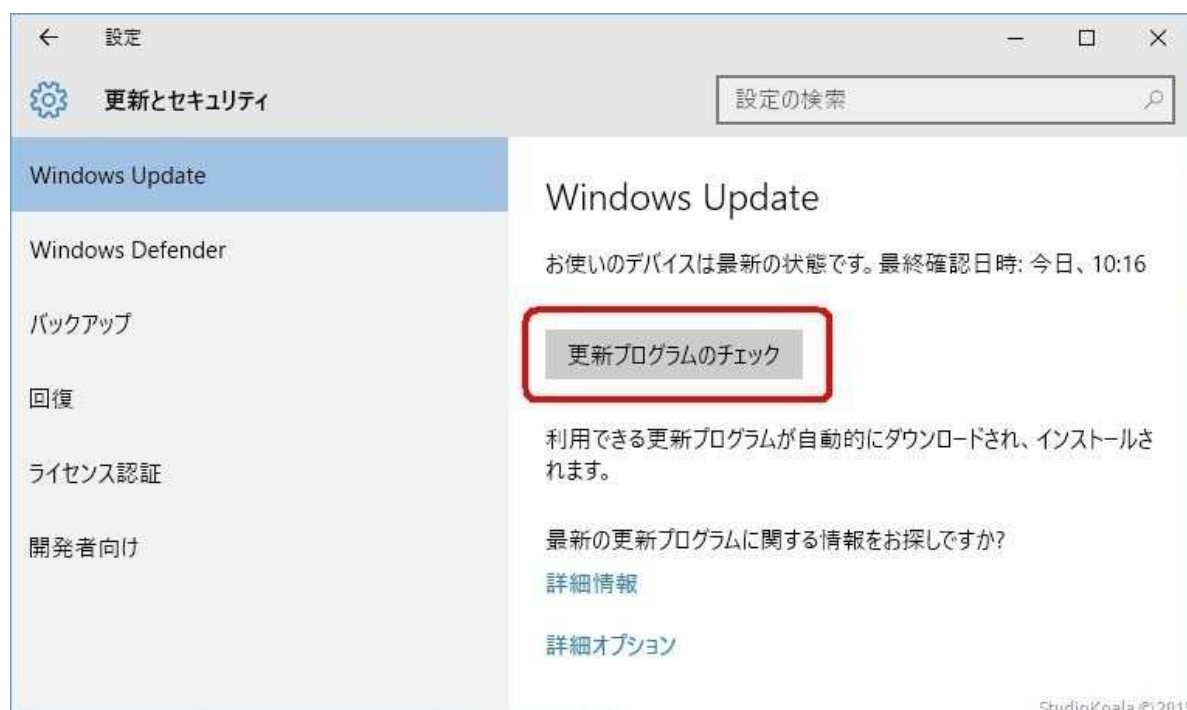 設定
更新とセキュリティ
設定の検索
Windows Update
Windows Defender
バックアップ
回復
ライセンス認証
開発者向け
Windows Update
お使いのデバイスは最新の状態です。最終確認日時: 今日、10:16
更新プログラムのチェック
利用できる更新プログラムが自動的にダウンロードされ、インストールさ
れます。
最新の更新プログラムに関する情報をお探しですか?
詳細情報
詳細オプション
StudioKoala